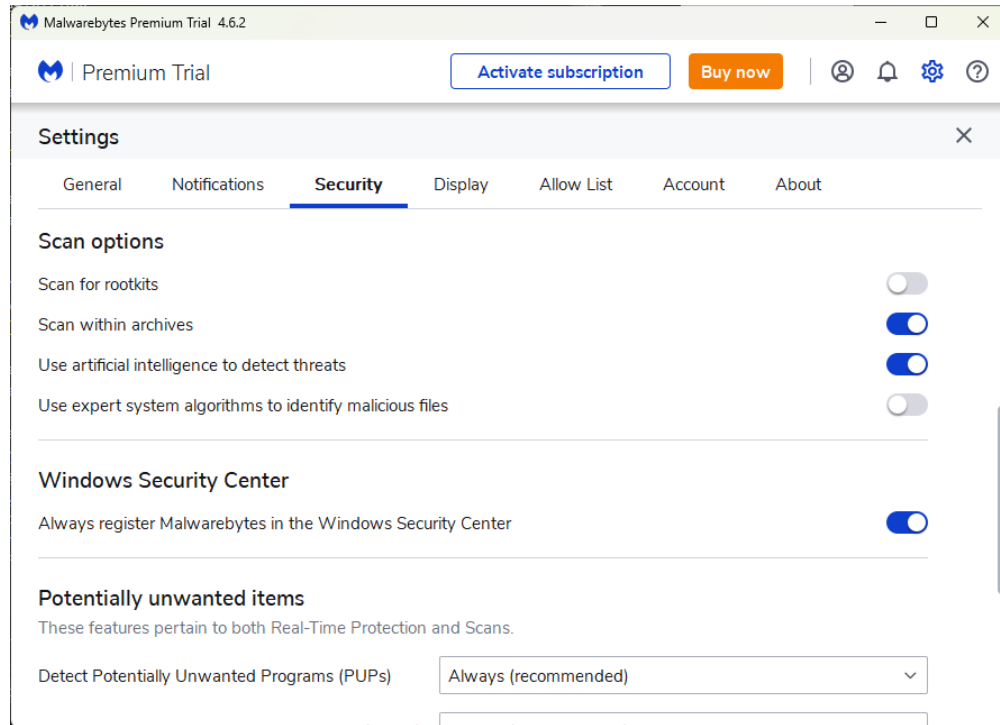 Malwarebytes Premium Trial 4.6.2
Premium Trial
Activate subscription
Buy now
Settings
General Notifications Security Display Allow List Account About
Scan options
Scan for rootkits
Scan within archives
Use artificial intelligence to detect threats
Use expert system algorithms to identify malicious files
Windows Security Center
Always register Malwarebytes in the Windows Security Center
Potentially unwanted items
These features pertain to both Real-Time Protection and Scans.
Detect Potentially Unwanted Programs (PUPs) Always (recommended)